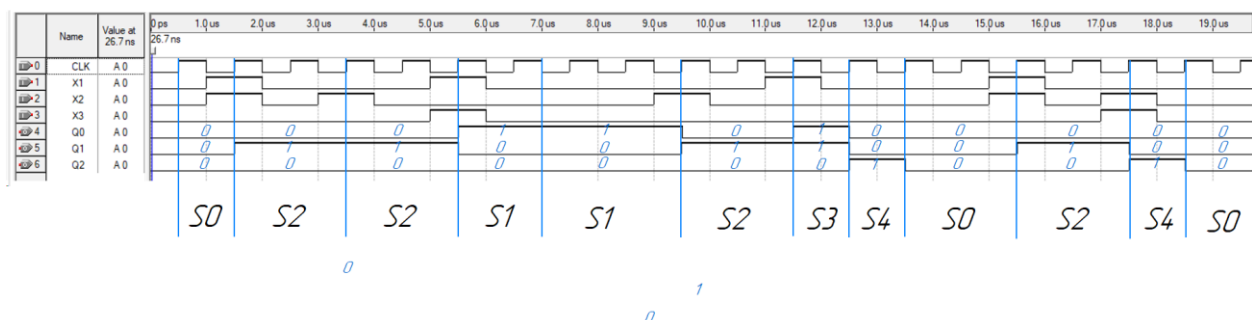 Name Value at 26.7 ns 0 ps 1.0 us 2.0 us 3.0 us 4.0 us 5.0 us 6.0 us 7.0 us 8.0 us 9.0 us 10.0 us 11.0 us 12.0 us 13.0 us 14.0 us 15.0 us 16.0 us 17.0 us 18.0 us 19.0 us
26.7 ns
0 CLK A 0
1 X1 A 0
2 X2 A 0
3 X3 A 0
4 Q0 A 0 0 0 0 1 1 0 1 0 0 0 0 0
5 Q1 A 0 0 1 1 0 0 1 1 0 0 1 0 0
6 Q2 A 0 0 0 0 0 0 0 0 1 0 0 1 0
S0 S2 S2 S1 S1 S2 S3 S4 S0 S2 S4 S0
0
1
0